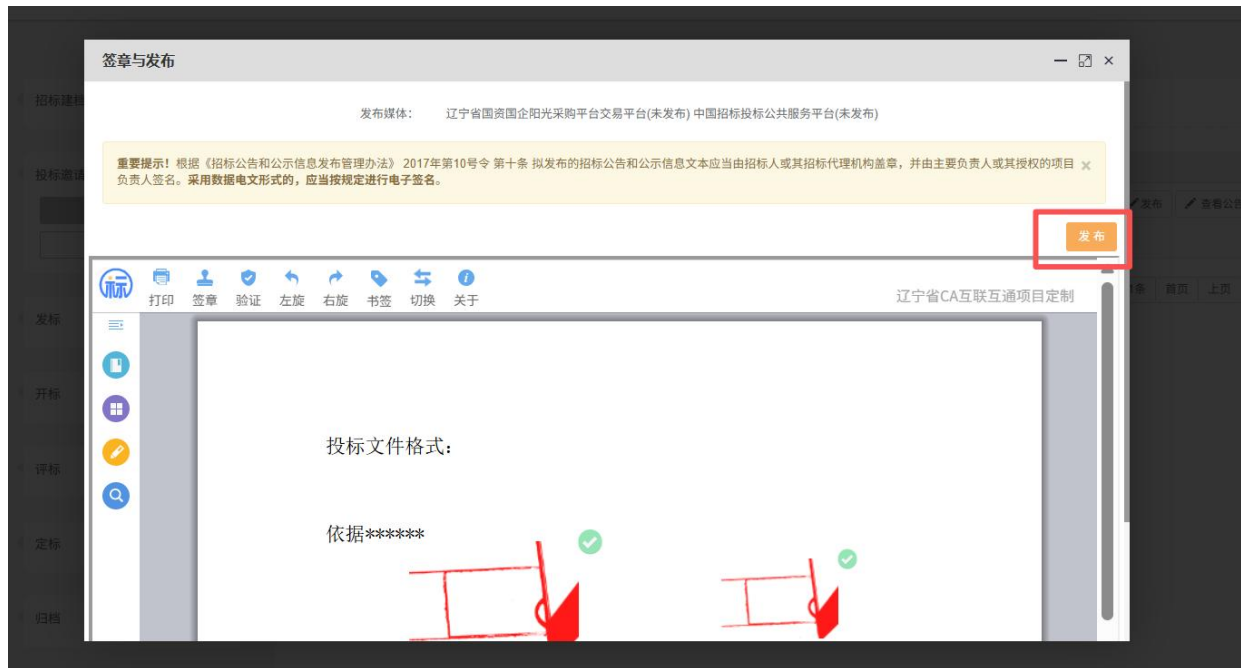 签章与发布
发布媒体: 辽宁省国资国企阳光采购平台交易平台(未发布) 中国招标投标公共服务平台(未发布)
重要提示！根据《招标公告和公示信息发布管理办法》 2017年第10号令 第十条 拟发布的招标公告和公示信息文本应当由招标人或其招标代理机构盖章，并由主要负责人或其授权的项目
负责人签名。采用数据电文形式的，应当按规定进行电子签名。
发布
标
打印 签章 验证 左旋 右旋 书签 切换 关于
辽宁省CA互联互通项目定制
投标文件格式：
依据******
招标建档
投标邀请
发布 查看公告
1条 首页 上页
发标
开标
评标
定标
归档